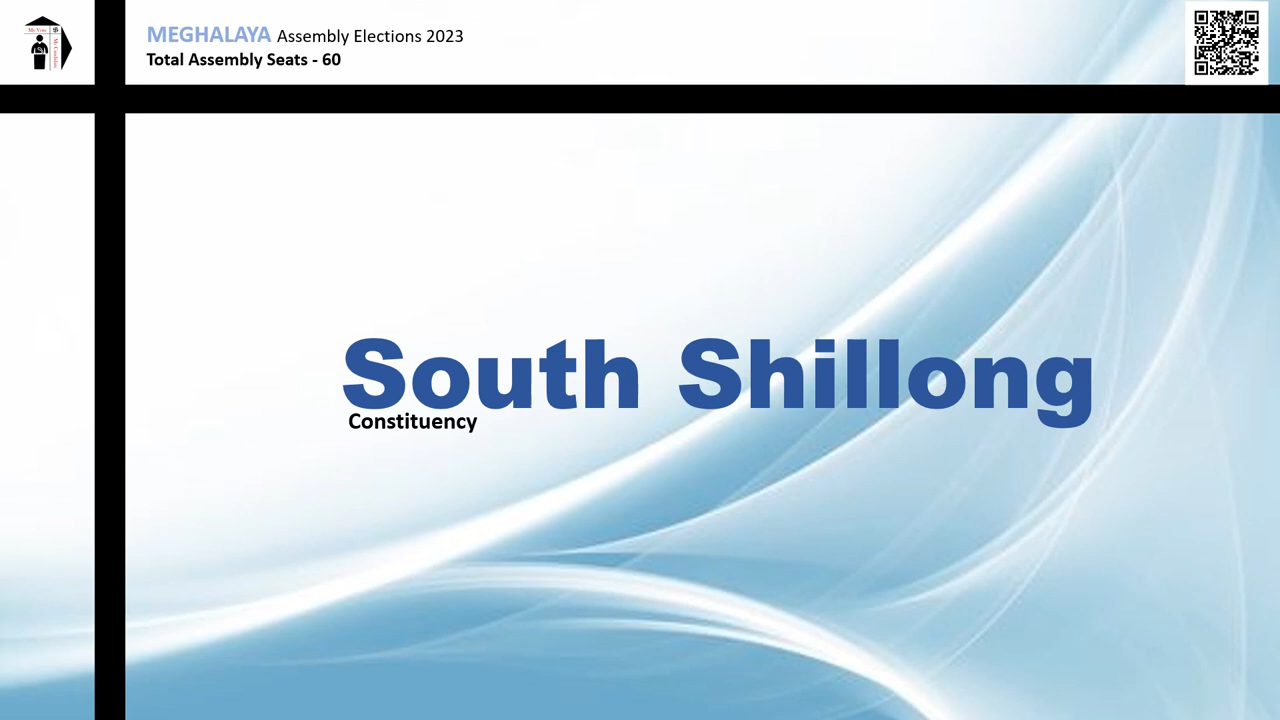 MEGHALAYA Assembly Elections 2023
Total Assembly Seats - 60
South Shillong
Constituency